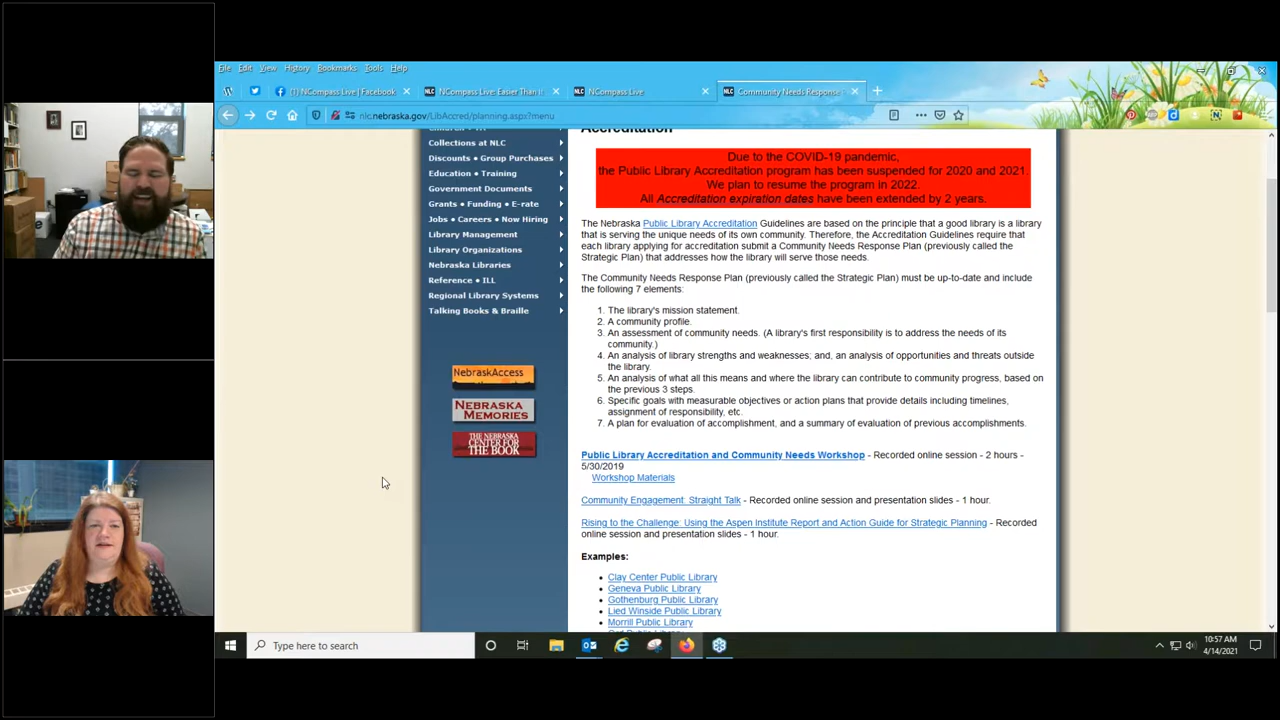 File Edit View History Bookmarks Tools Help
(1) NCompass Live | Facebook × NCompass Live: Easier Than It × NCompass Live × Community Needs Response × +
nlc.nebraska.gov/LibAccred/planning.aspx?menu
Collections at NLC
Discounts • Group Purchases
Education • Training
Government Documents
Grants • Funding • E-rate
Jobs • Careers • Now Hiring
Library Management
Library Organizations
Nebraska Libraries
Reference • ILL
Regional Library Systems
Talking Books & Braille
NebraskAccess
NEBRASKA
MEMORIES
THE NEBRASKA
CENTER FOR
THE BOOK
Accreditation
Due to the COVID-19 pandemic,
the Public Library Accreditation program has been suspended for 2020 and 2021.
We plan to resume the program in 2022.
All Accreditation expiration dates have been extended by 2 years.
The Nebraska Public Library Accreditation Guidelines are based on the principle that a good library is a library
that is serving the unique needs of its own community. Therefore, the Accreditation Guidelines require that
each library applying for accreditation submit a Community Needs Response Plan (previously called the
Strategic Plan) that addresses how the library will serve those needs.
The Community Needs Response Plan (previously called the Strategic Plan) must be up-to-date and include
the following 7 elements:
1. The library's mission statement.
2. A community profile.
3. An assessment of community needs. (A library's first responsibility is to address the needs of its
community.)
4. An analysis of library strengths and weaknesses; and, an analysis of opportunities and threats outside
the library.
5. An analysis of what all this means and where the library can contribute to community progress, based on
the previous 3 steps.
6. Specific goals with measurable objectives or action plans that provide details including timelines,
assignment of responsibility, etc.
7. A plan for evaluation of accomplishment, and a summary of evaluation of previous accomplishments.
Public Library Accreditation and Community Needs Workshop - Recorded online session - 2 hours -
5/30/2019
Workshop Materials
Community Engagement: Straight Talk - Recorded online session and presentation slides - 1 hour.
Rising to the Challenge: Using the Aspen Institute Report and Action Guide for Strategic Planning - Recorded
online session and presentation slides - 1 hour.
Examples:
• Clay Center Public Library
• Geneva Public Library
• Gothenburg Public Library
• Lied Winside Public Library
• Morrill Public Library
Type here to search
10:57 AM
4/14/2021